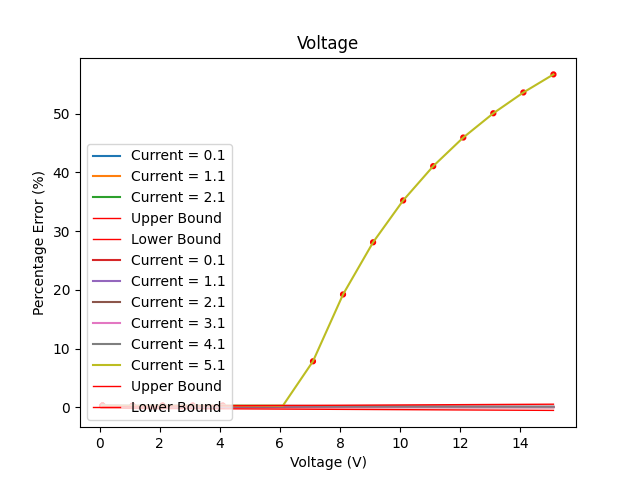 Voltage
Percentage Error (%)
50
40
30
20
10
0
Current = 0.1
Current = 1.1
Current = 2.1
Upper Bound
Lower Bound
Current = 0.1
Current = 1.1
Current = 2.1
Current = 3.1
Current = 4.1
Current = 5.1
Upper Bound
Lower Bound
0 2 4 6 8 10 12 14
Voltage (V)